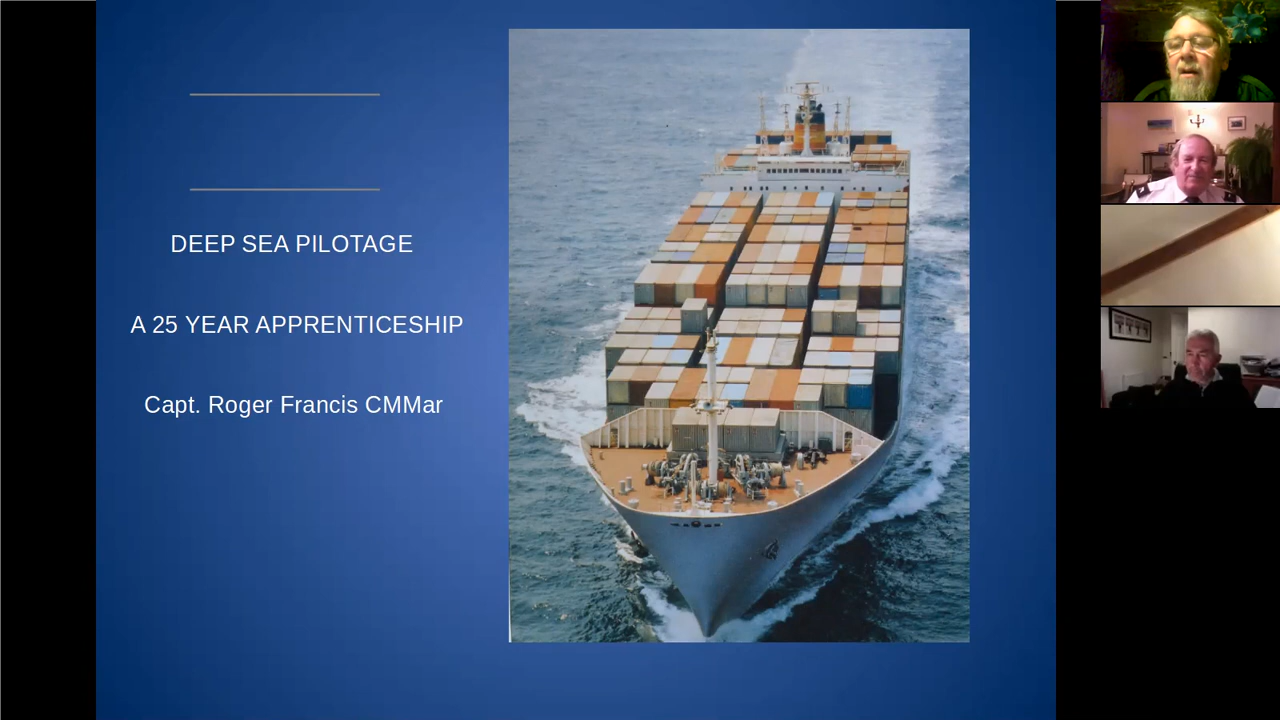 DEEP SEA PILOTAGE
A 25 YEAR APPRENTICESHIP
Capt. Roger Francis CMMar